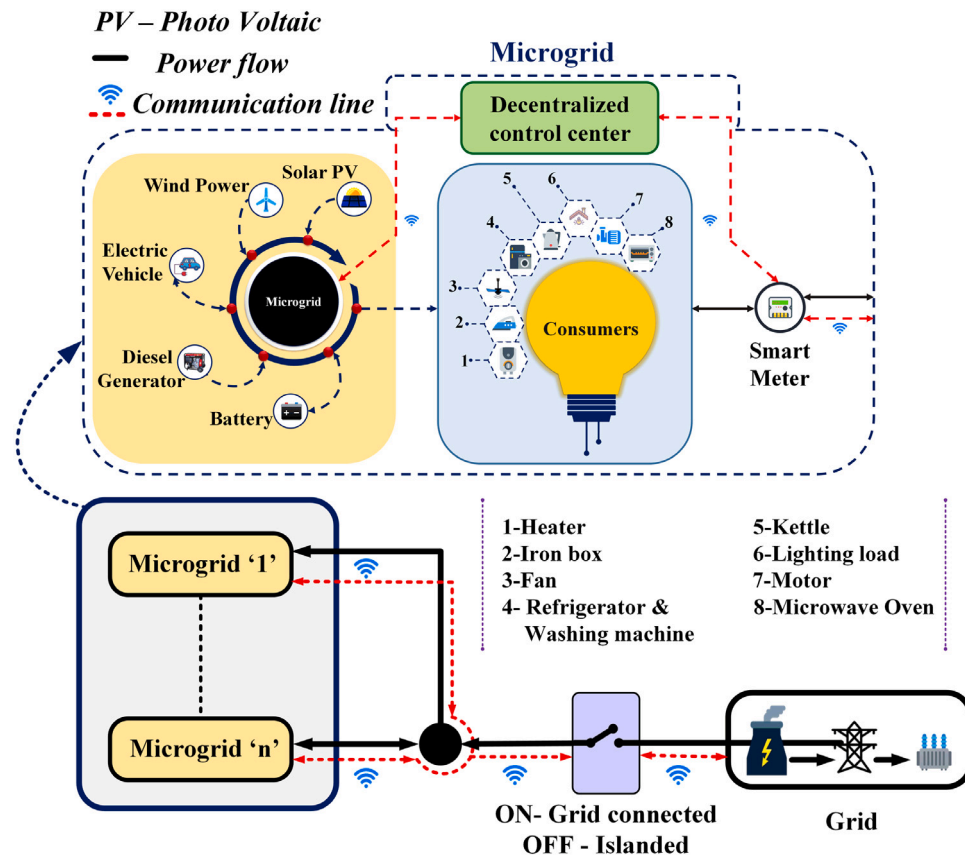 PV – Photo Voltaic
Power flow
Communication line
Microgrid
Decentralized
control center
Solar PV
Wind Power
Electric
Vehicle
Microgrid
Diesel
Generator
Battery
1
2
3
4
5
6
7
8
Consumers
Smart
Meter
Microgrid ‘1’
Microgrid ‘n’
1-Heater
2-Iron box
3-Fan
4- Refrigerator &
Washing machine
5-Kettle
6-Lighting load
7-Motor
8-Microwave Oven
ON- Grid connected
OFF - Islanded
Grid